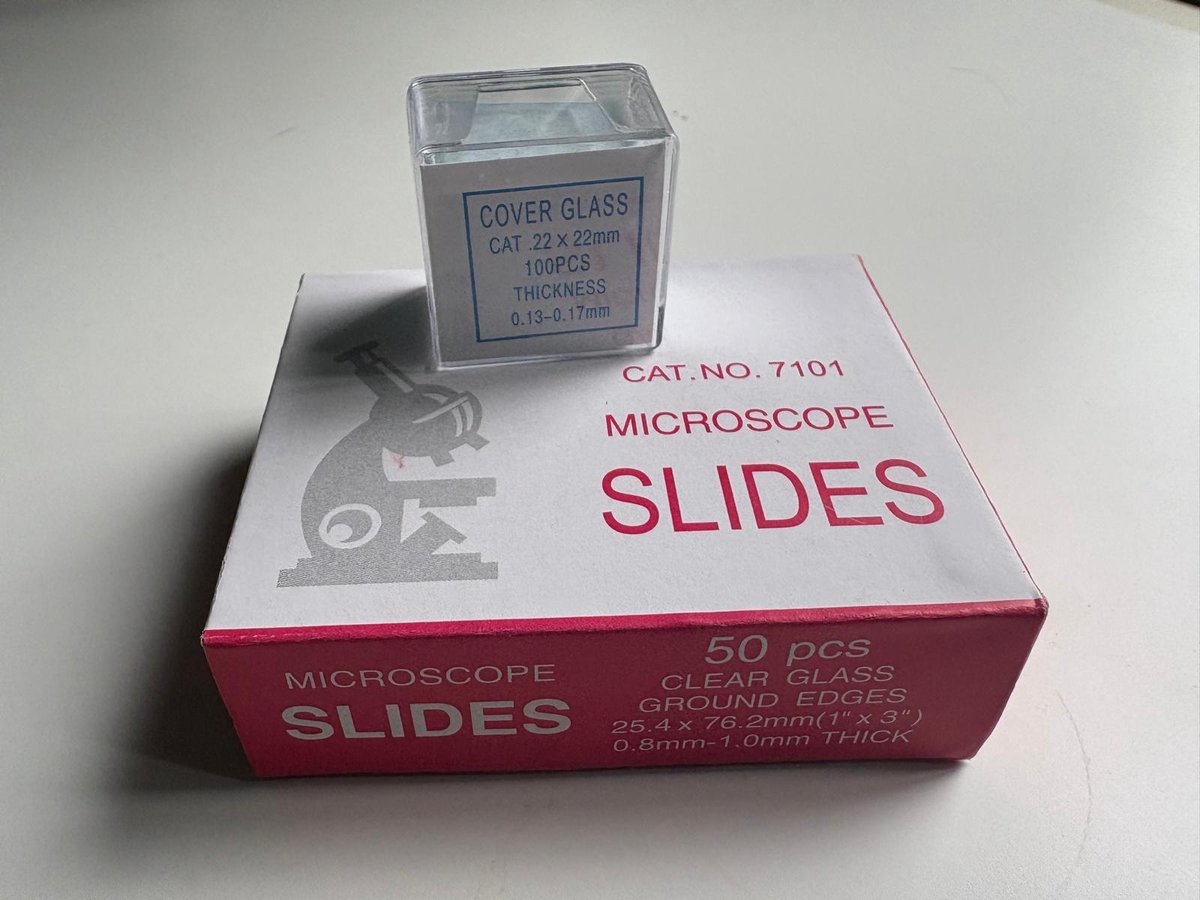 COVER GLASS
CAT .22 X 22mm
100PCS
THICKNESS
0.13-0.17mm
CAT.NO.7101
MICROSCOPE
SLIDES
MICROSCOPE
SLIDES
50 pcs
CLEAR GLASS
GROUND EDGES
25.4 x 76.2mm(1" x 3")
0.8mm-1.0mm THICK